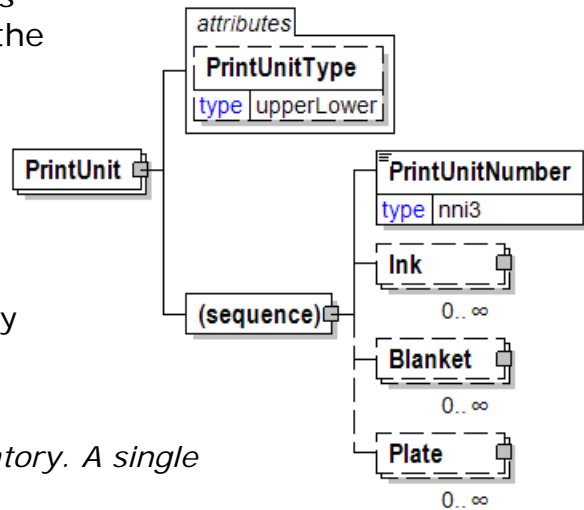 s
the
attributes
PrintUnitType
type upperLower
PrintUnit
PrintUnitNumber
type nni3
Ink
0.. ∞
(sequence)
y
Blanket
0.. ∞
tory. A single
Plate
0.. ∞